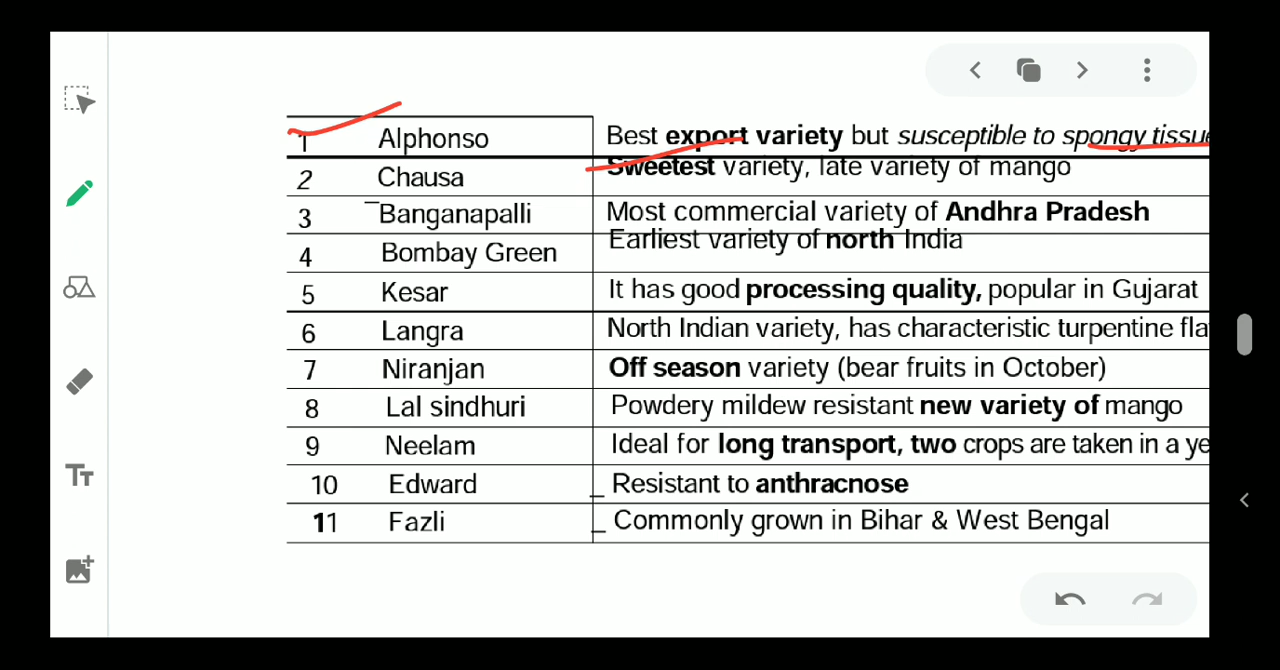 1 Alphonso Best export variety but susceptible to spongy tissue
2 Chausa Sweetest variety, late variety of mango
3 Banganapalli Most commercial variety of Andhra Pradesh
4 Bombay Green Earliest variety of north India
5 Kesar It has good processing quality, popular in Gujarat
6 Langra North Indian variety, has characteristic turpentine fla
7 Niranjan Off season variety (bear fruits in October)
8 Lal sindhuri Powdery mildew resistant new variety of mango
9 Neelam Ideal for long transport, two crops are taken in a ye
10 Edward _ Resistant to anthracnose
11 Fazli _ Commonly grown in Bihar & West Bengal
TT